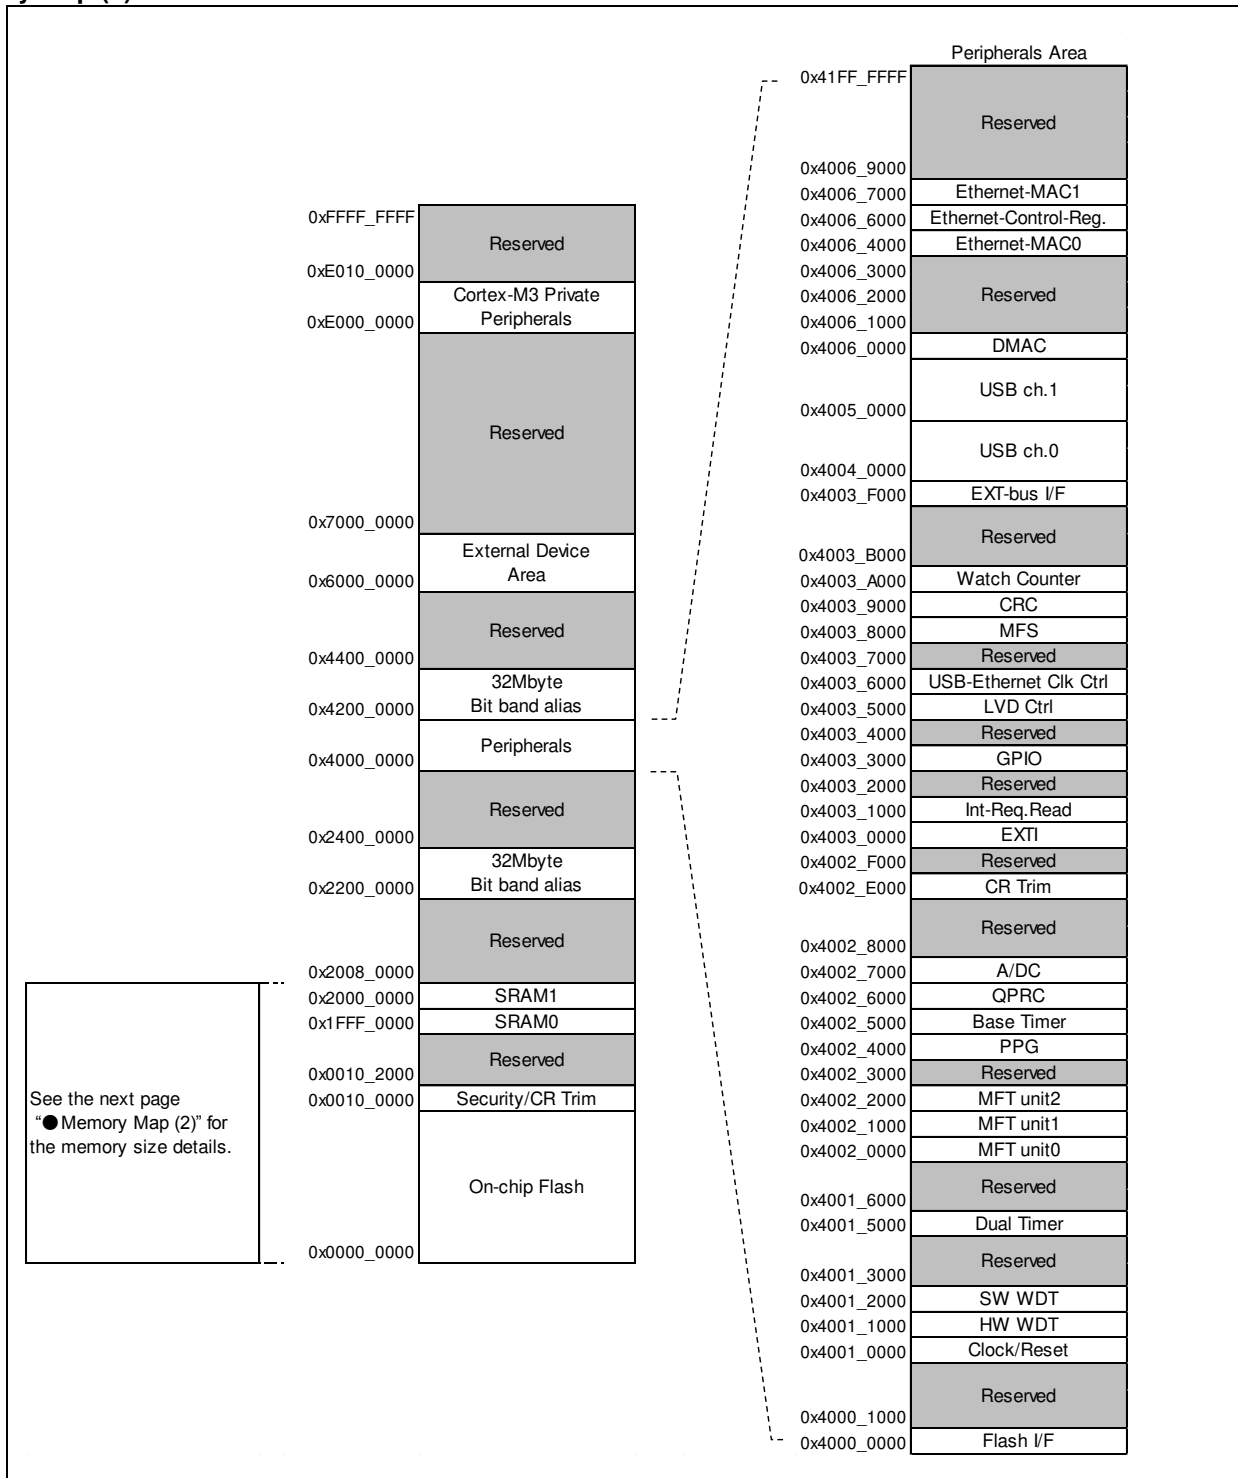 Peripherals Area
0x41FF_FFFF
Reserved
0x4006_9000
0x4006_7000 Ethernet-MAC1
0x4006_6000 Ethernet-Control-Reg.
0x4006_4000 Ethernet-MAC0
0x4006_3000
0x4006_2000 Reserved
0x4006_1000
0x4006_0000 DMAC
USB ch.1
0x4005_0000
USB ch.0
0x4004_0000
0x4003_F000 EXT-bus I/F
Reserved
0x4003_B000
0x4003_A000 Watch Counter
0x4003_9000 CRC
0x4003_8000 MFS
0x4003_7000 Reserved
0x4003_6000 USB-Ethernet Clk Ctrl
0x4003_5000 LVD Ctrl
0x4003_4000 Reserved
0x4003_3000 GPIO
0x4003_2000 Reserved
0x4003_1000 Int-Req.Read
0x4003_0000 EXTI
0x4002_F000 Reserved
0x4002_E000 CR Trim
Reserved
0x4002_8000
0x4002_7000 A/DC
0x4002_6000 QPRC
0x4002_5000 Base Timer
0x4002_4000 PPG
0x4002_3000 Reserved
0x4002_2000 MFT unit2
0x4002_1000 MFT unit1
0x4002_0000 MFT unit0
Reserved
0x4001_6000
0x4001_5000 Dual Timer
Reserved
0x4001_3000
0x4001_2000 SW WDT
0x4001_1000 HW WDT
0x4001_0000 Clock/Reset
Reserved
0x4000_1000
0x4000_0000 Flash I/F
0xFFFF_FFFF
Reserved
0xE010_0000
Cortex-M3 Private
0xE000_0000 Peripherals
Reserved
0x7000_0000
External Device
0x6000_0000 Area
Reserved
0x4400_0000
32Mbyte
0x4200_0000 Bit band alias
Peripherals
0x4000_0000
Reserved
0x2400_0000
32Mbyte
0x2200_0000 Bit band alias
Reserved
0x2008_0000
0x2000_0000 SRAM1
0x1FFF_0000 SRAM0
Reserved
0x0010_2000
0x0010_0000 Security/CR Trim
On-chip Flash
0x0000_0000
See the next page
“●Memory Map (2)” for
the memory size details.